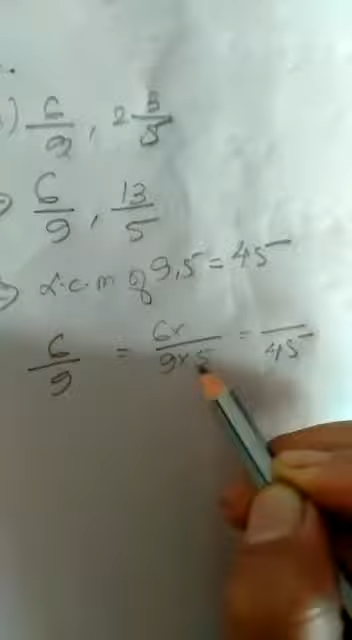 ) 6/9, 2 3/5
6/9, 13/5
L.C.M of 9,5 = 45
6/9 = 6×/9×5 = /45